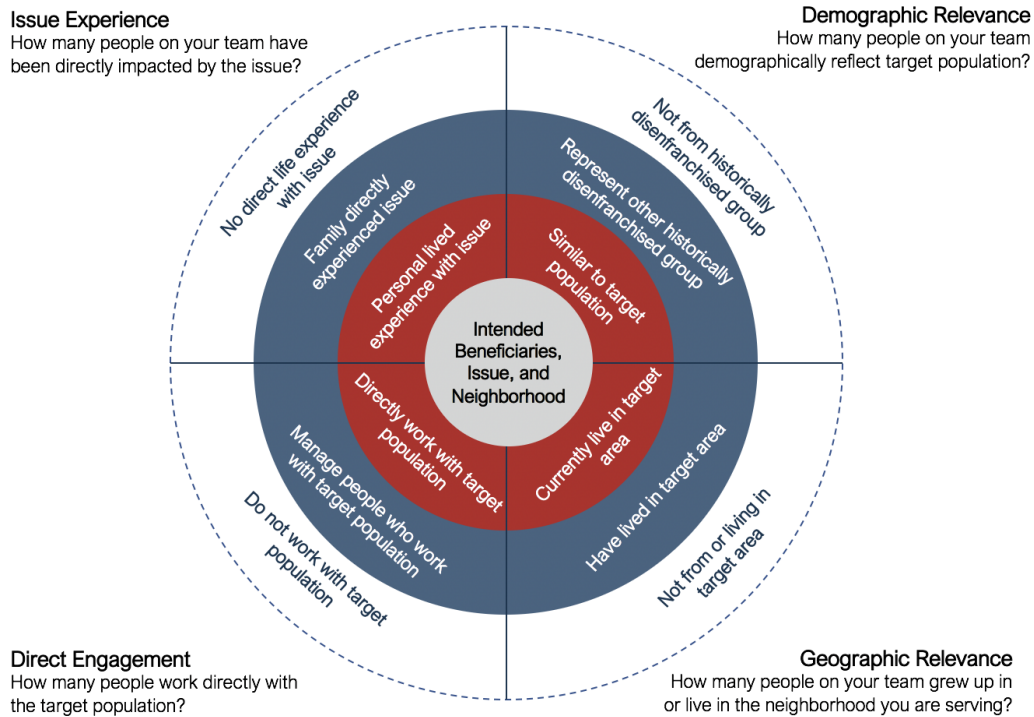 Issue Experience
How many people on your team have
been directly impacted by the issue?
Demographic Relevance
How many people on your team
demographically reflect target population?
No direct life experience
with issue
Family directly
experienced issue
Personal lived
experience with issue
Not from historically
disenfranchised group
Represent other historically
disenfranchised group
Similar to target
population
Intended
Beneficiaries,
Issue, and
Neighborhood
Directly work with target
population
Manage people who work
with target population
Do not work with target
population
Currently live in target
area
Have lived in target area
Not from or living in
target area
Direct Engagement
How many people work directly with
the target population?
Geographic Relevance
How many people on your team grew up in
or live in the neighborhood you are serving?